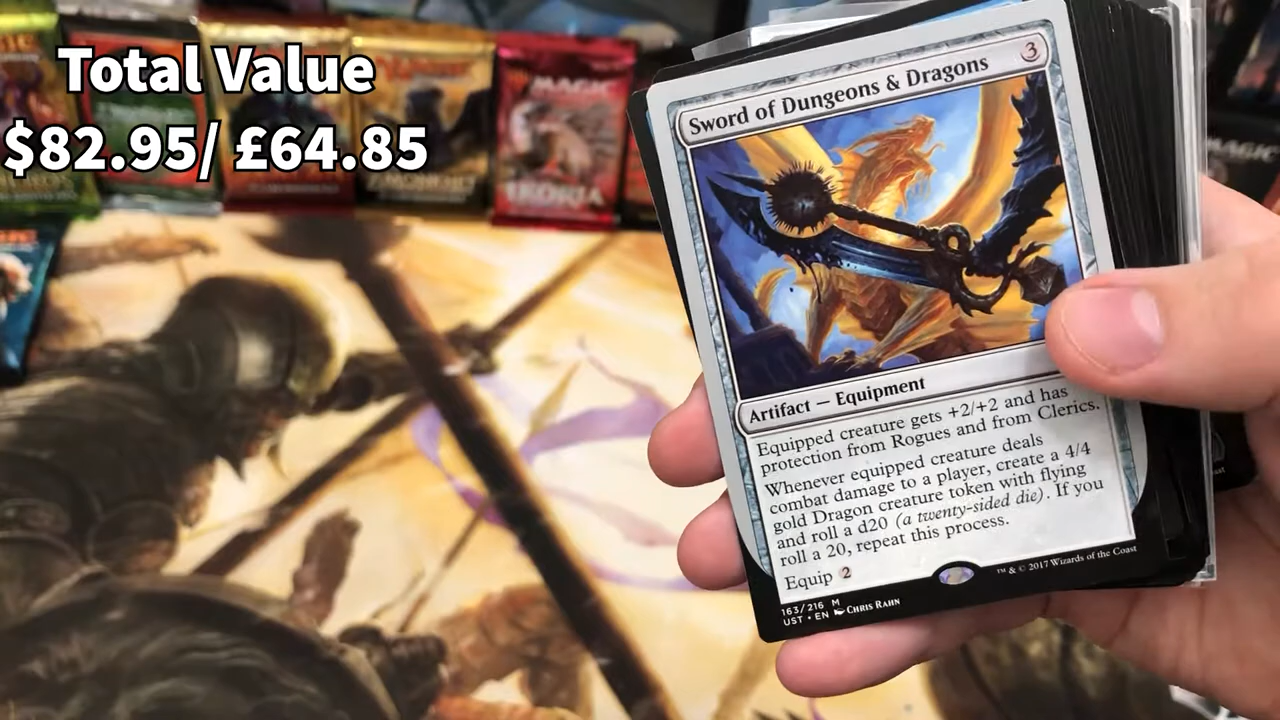 Total Value
$82.95/ £64.85
MAGIC
IKORIA
MAGIC
Sword of Dungeons & Dragons
3
Artifact — Equipment
Equipped creature gets +2/+2 and has
protection from Rogues and from Clerics.
Whenever equipped creature deals
combat damage to a player, create a 4/4
gold Dragon creature token with flying
and roll a d20 (a twenty-sided die). If you
roll a 20, repeat this process.
Equip 2
163/216 M
UST • EN Chris Rahn
™ & © 2017 Wizards of the Coast